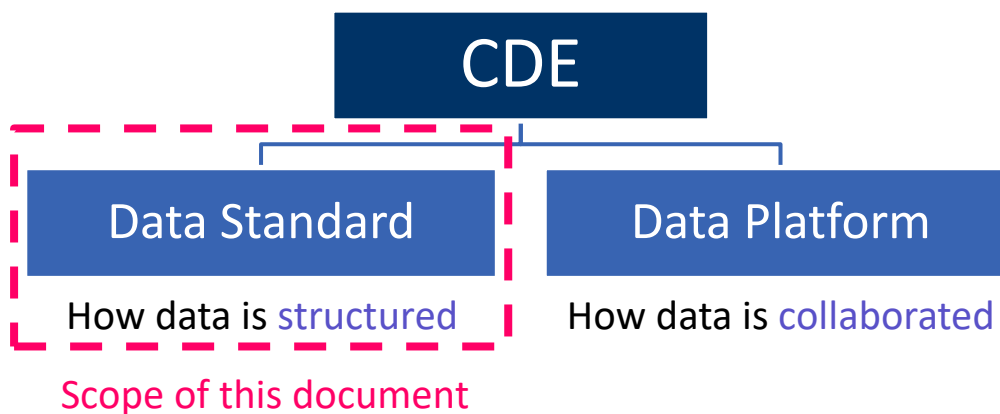 CDE
Data Standard
Data Platform
How data is structured
How data is collaborated
Scope of this document